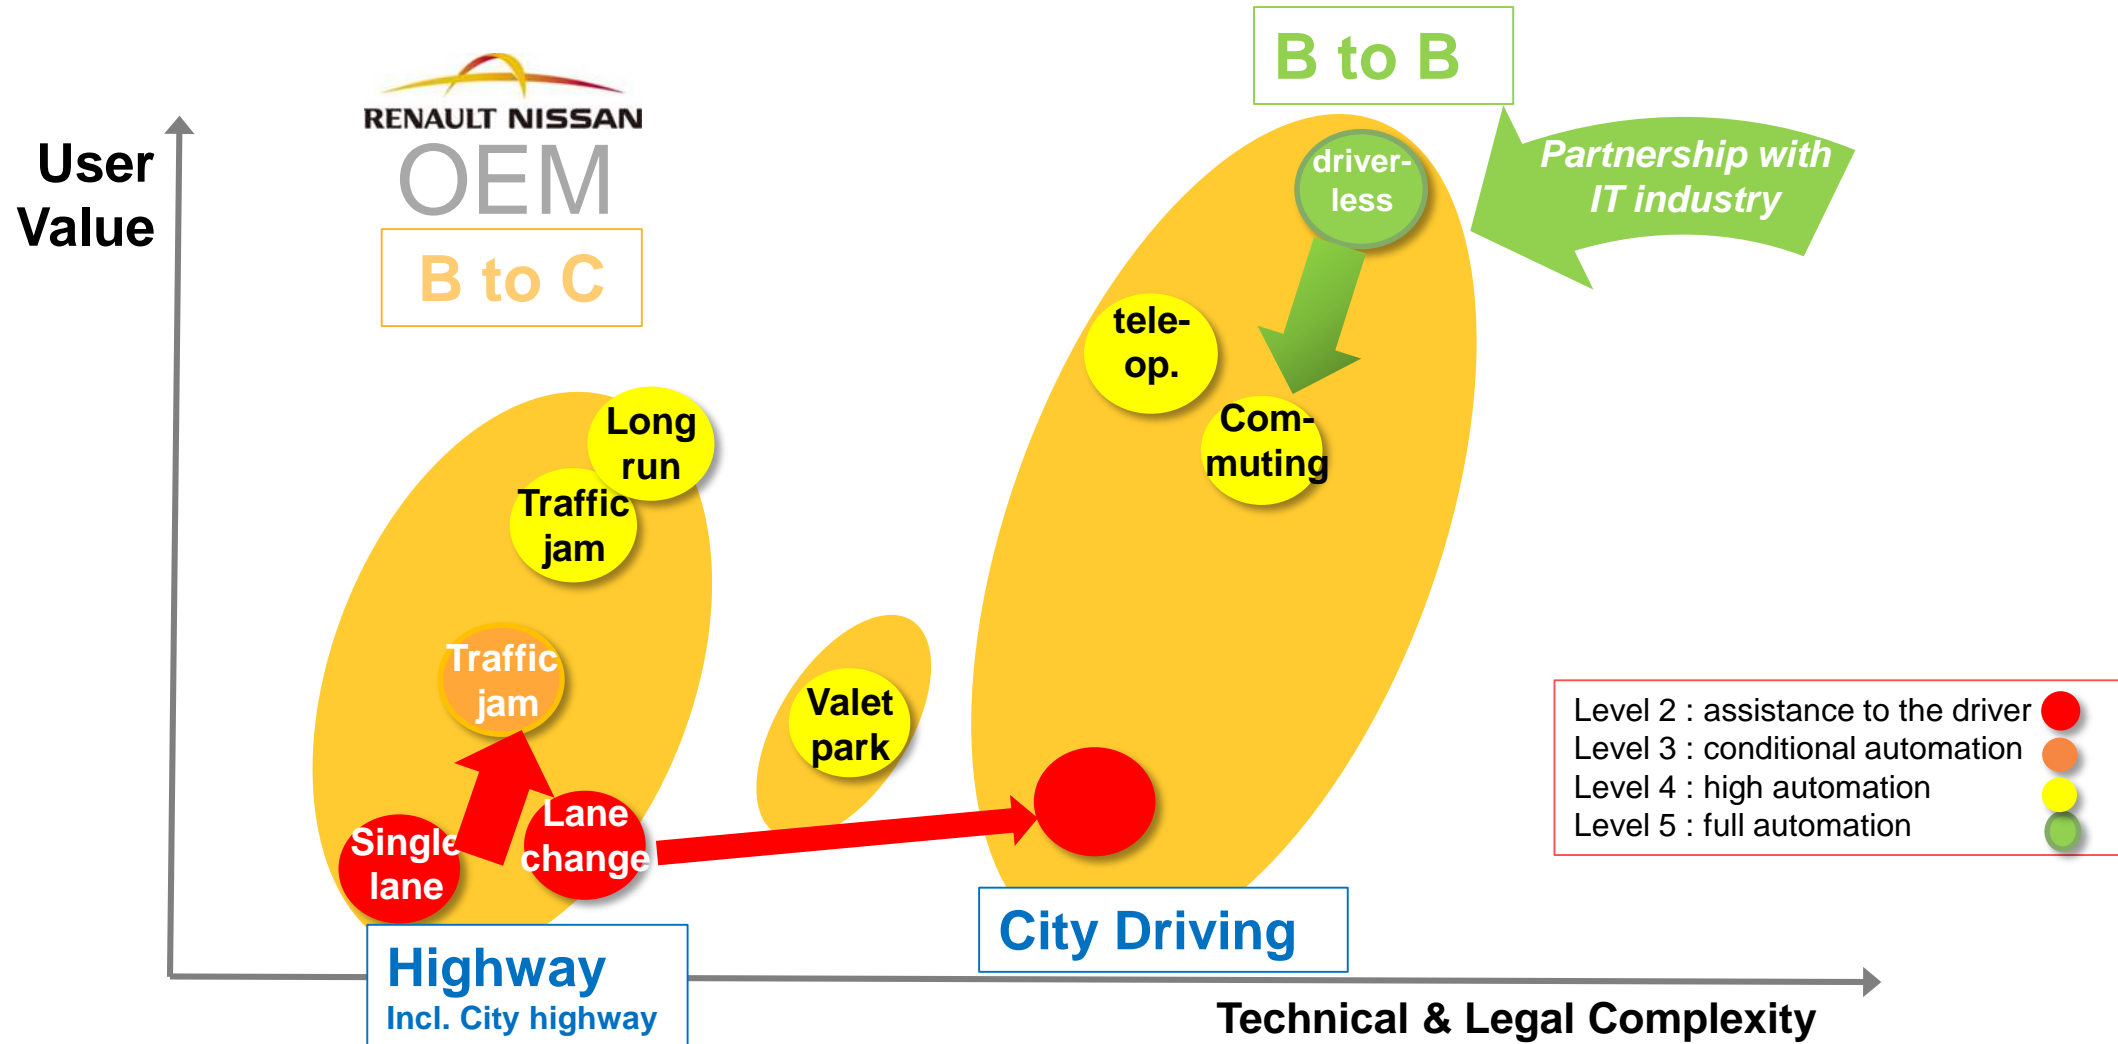 B to B
RENAULT NISSAN
OEM
B to C
User
Value
driver-
less
Partnership with
IT industry
tele-
op.
Com-
muting
Long
run
Traffic
jam
Traffic
jam
Valet
park
Single
lane
Lane
change
Level 2 : assistance to the driver
Level 3 : conditional automation
Level 4 : high automation
Level 5 : full automation
City Driving
Highway
Incl. City highway
Technical & Legal Complexity